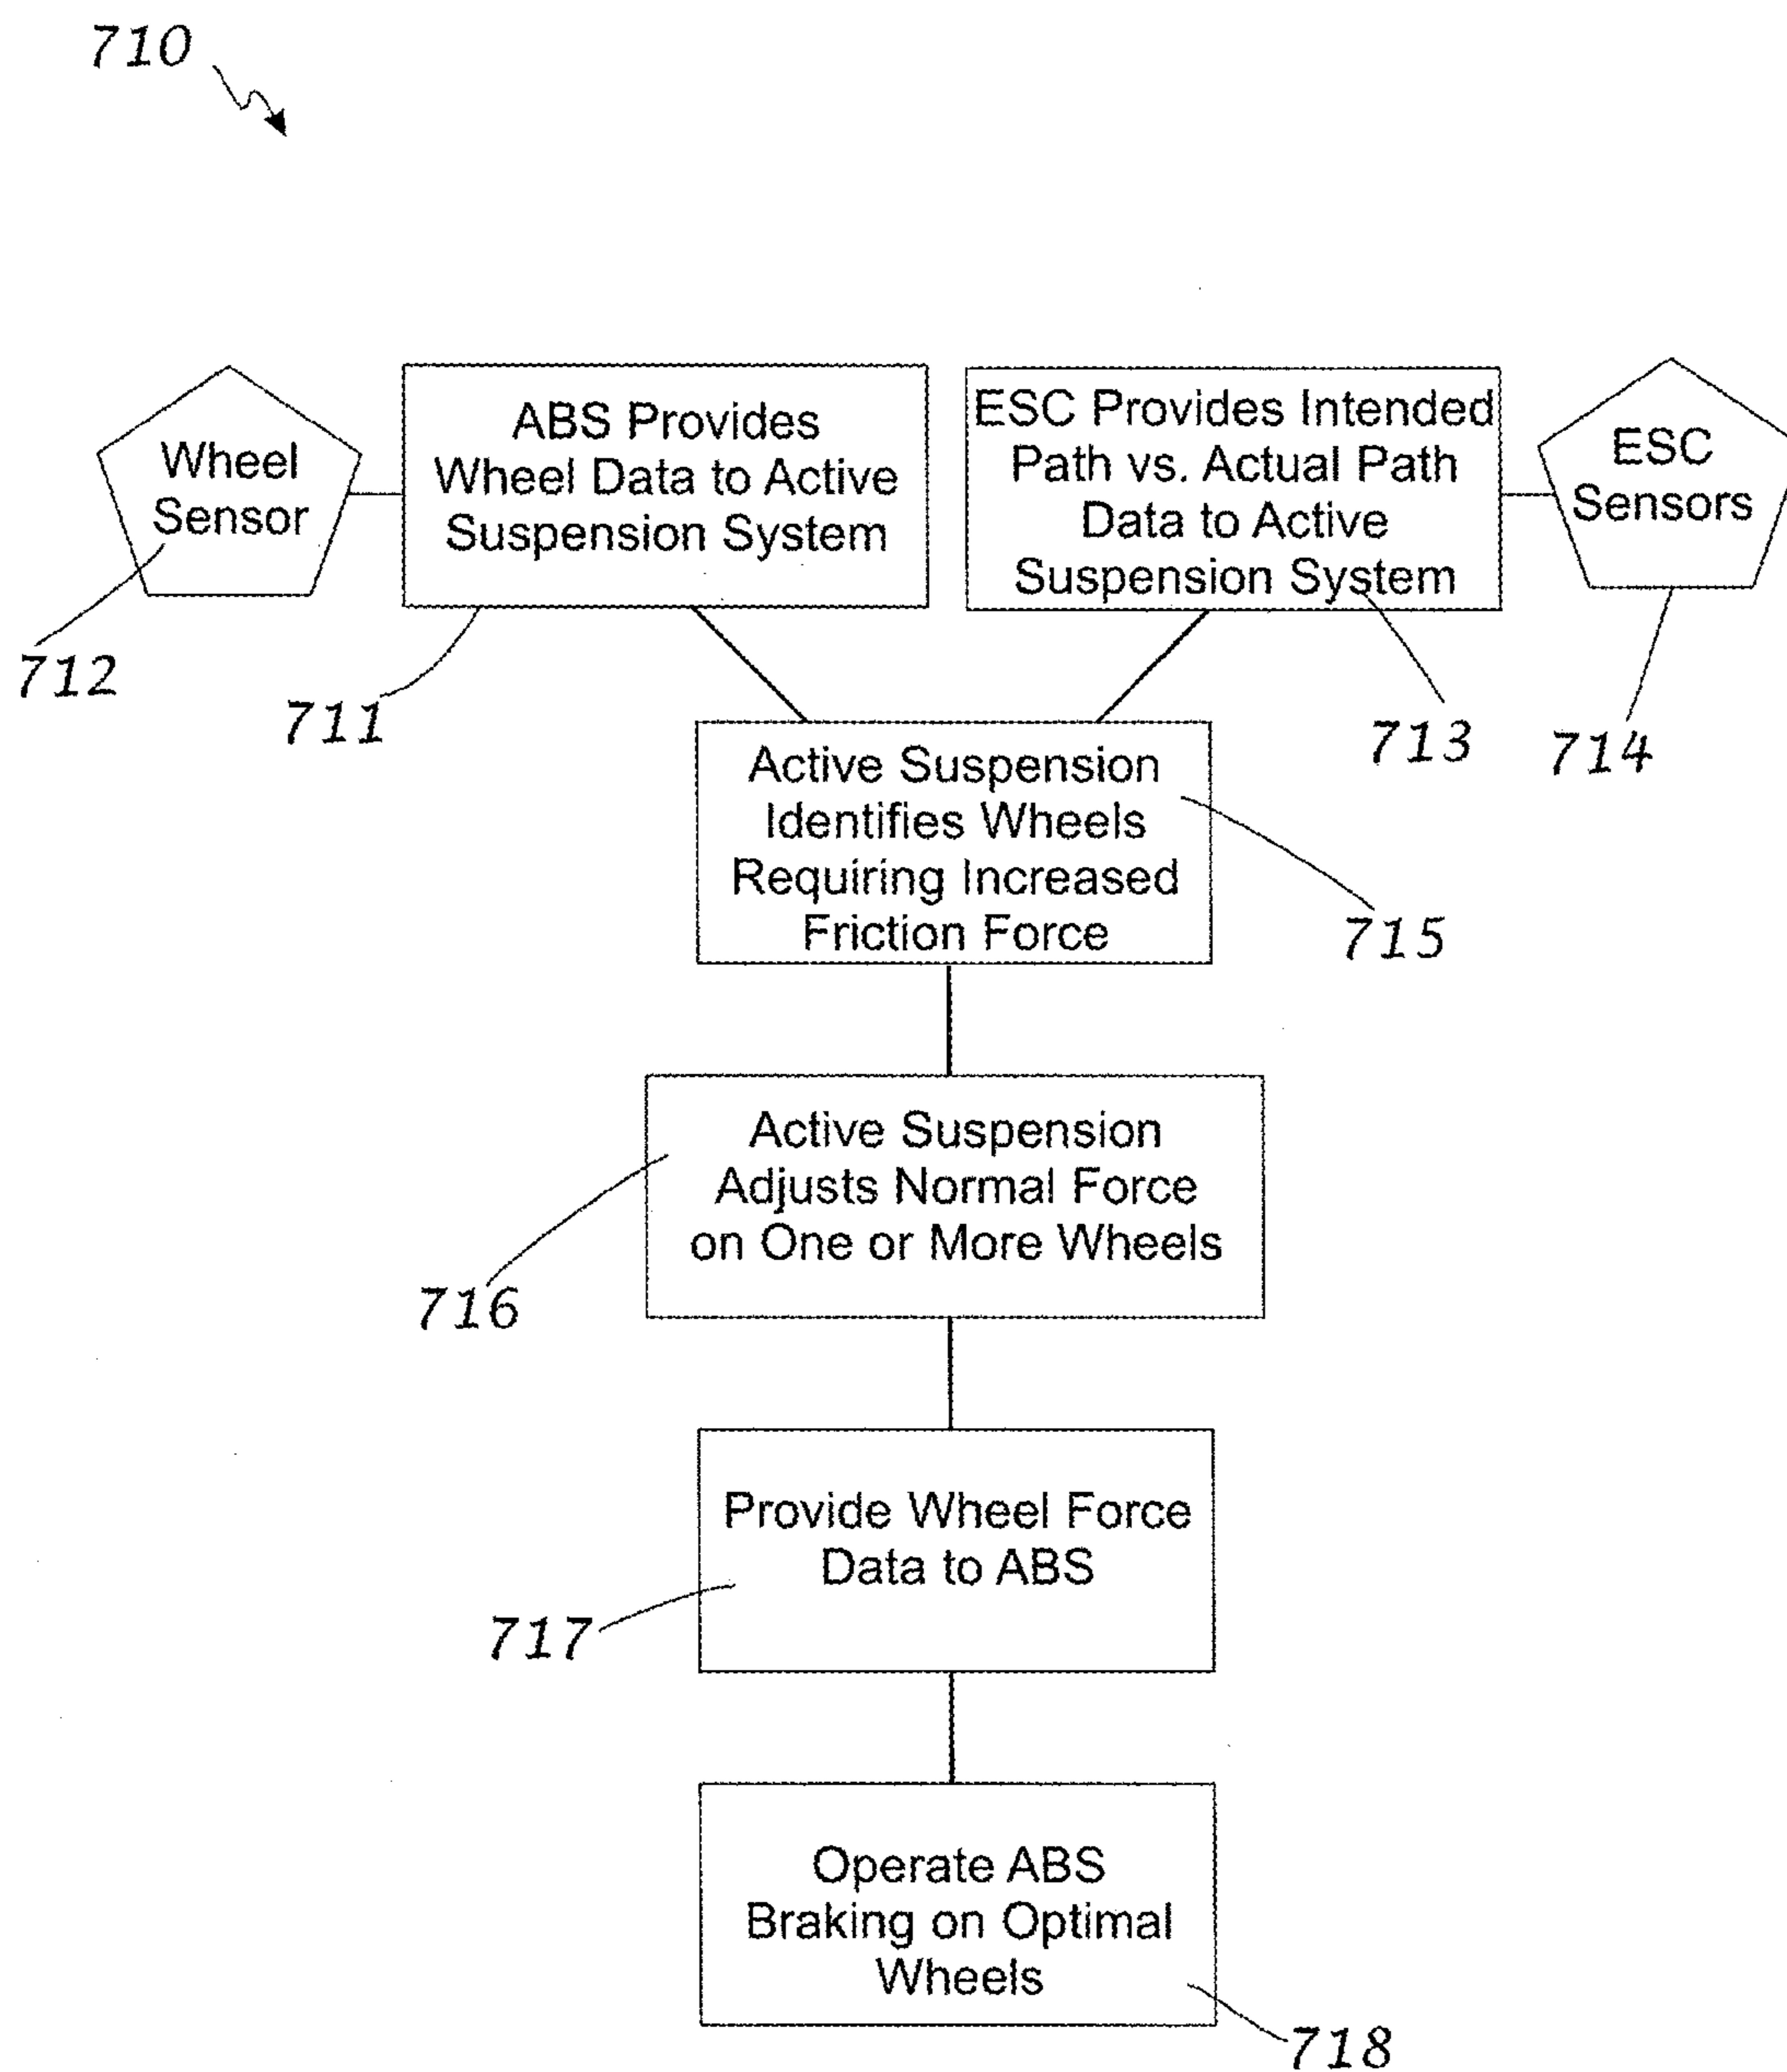 710
Wheel
Sensor
ABS Provides
Wheel Data to Active
Suspension System
ESC Provides Intended
Path vs. Actual Path
Data to Active
Suspension System
ESC
Sensors
712
711
713
714
Active Suspension
Identifies Wheels
Requiring Increased
Friction Force
715
Active Suspension
Adjusts Normal Force
on One or More Wheels
716
Provide Wheel Force
Data to ABS
717
Operate ABS
Braking on Optimal
Wheels
718